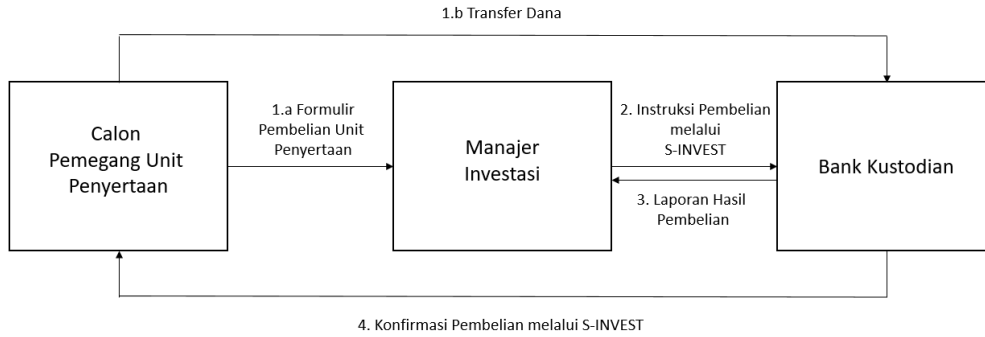 1.b Transfer Dana
Calon
Pemegang Unit
Penyertaan
1.a Formulir
Pembelian Unit
Penyertaan
Manajer
Investasi
2. Instruksi Pembelian
melalui
S-INVEST
3. Laporan Hasil
Pembelian
Bank Kustodian
4. Konfirmasi Pembelian melalui S-INVEST